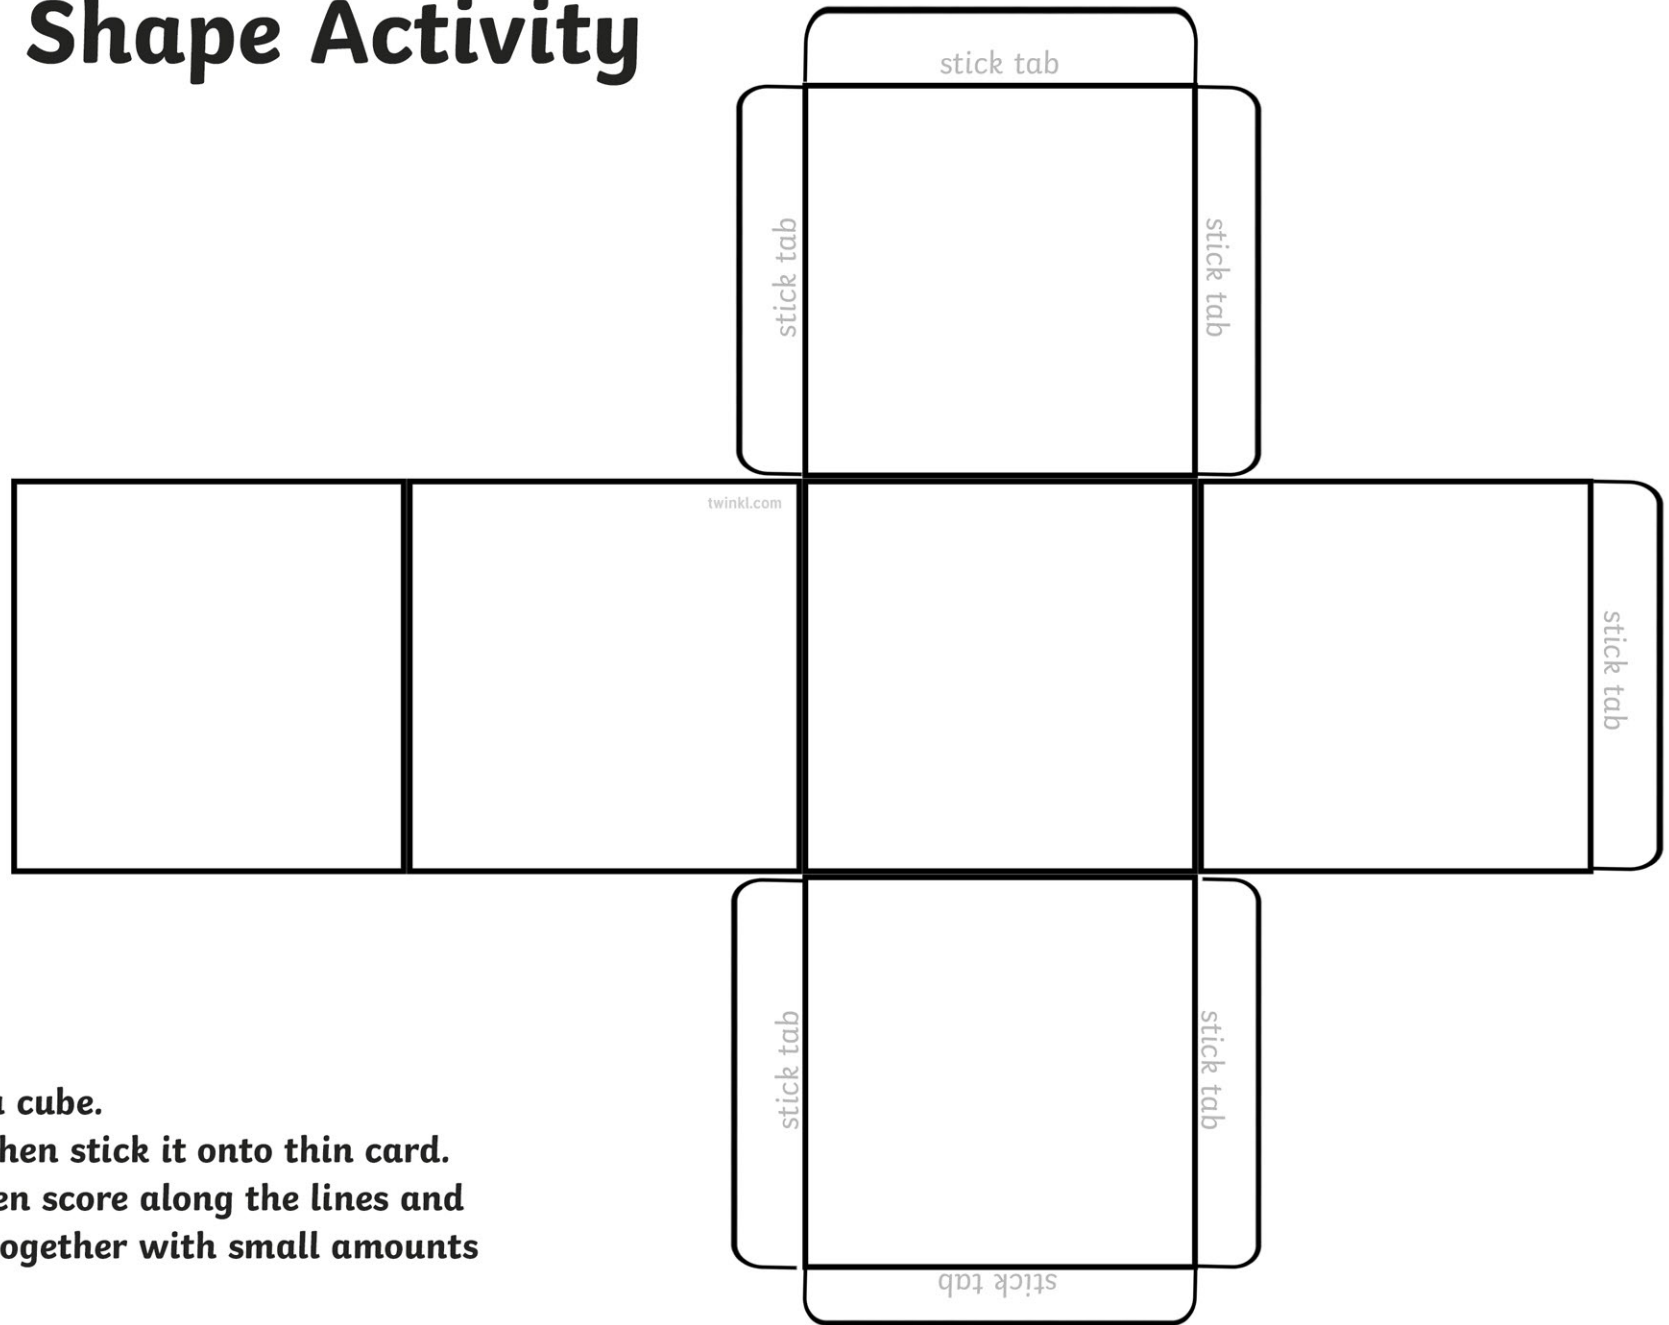 Shape Activity
stick tab
stick tab
stick tab
twinkl.com
stick tab
stick tab
stick tab
stick tab
cube.
hen stick it onto thin card.
en score along the lines and
ogether with small amounts